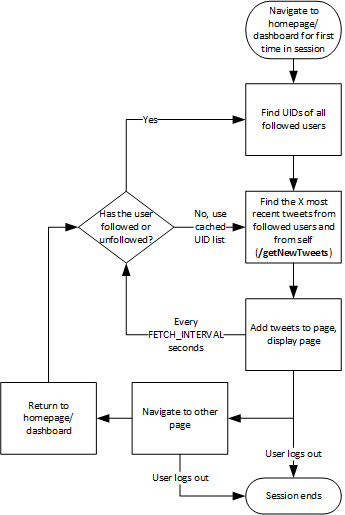 Navigate to
homepage/
dashboard for first
time in session
Yes
Find UIDs of all
followed users
Has the user
followed or
unfollowed?
No, use
cached
UID list
Find the X most
recent tweets from
followed users and
from self
(/getNewTweets)
Every
FETCH_INTERVAL
seconds
Add tweets to page,
display page
Return to
homepage/
dashboard
Navigate to other
page
User logs out
User logs out
Session ends